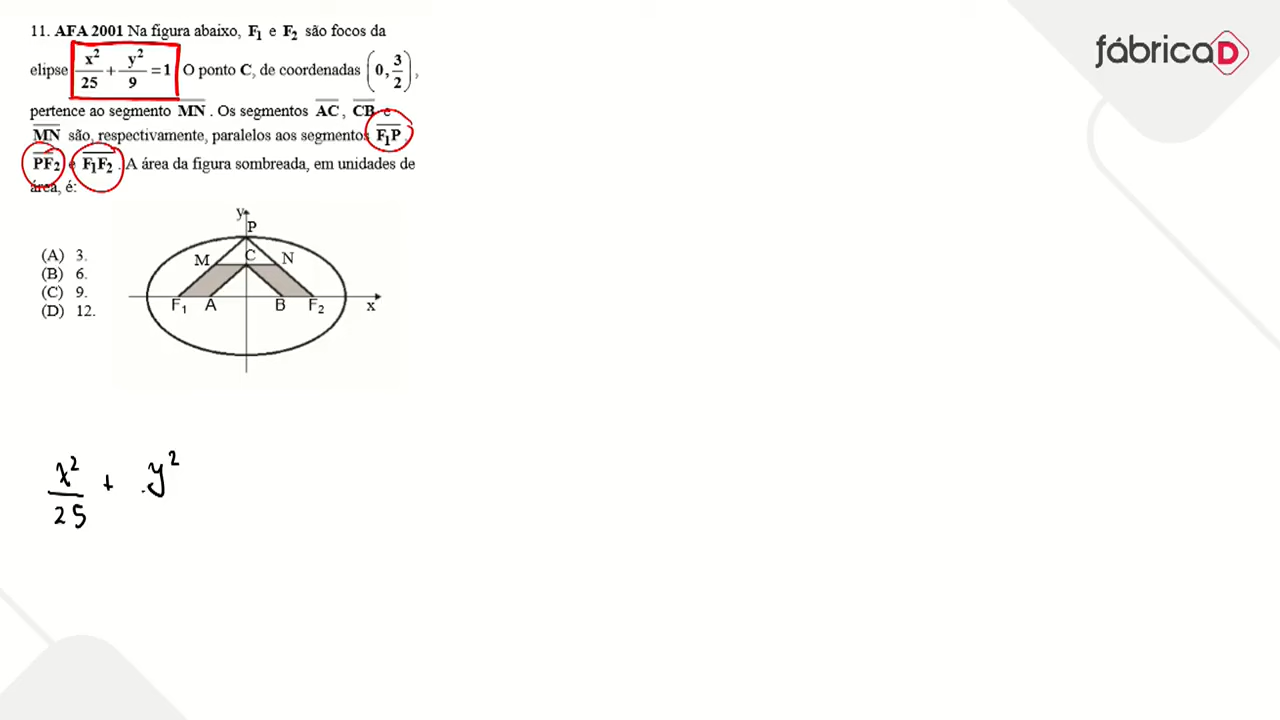 11. AFA 2001 Na figura abaixo, F₁ e F₂ são focos da
elipse x²/25 + y²/9 = 1 O ponto C, de coordenadas (0, 3/2),
pertence ao segmento MN. Os segmentos AC, CB e
MN são, respectivamente, paralelos aos segmentos F₁P,
PF₂ e F₁F₂. A área da figura sombreada, em unidades de
área, é:
(A) 3.
(B) 6.
(C) 9.
(D) 12.
y
P
M C N
F₁ A B F₂ x
x²/25 + y²
fábricaD